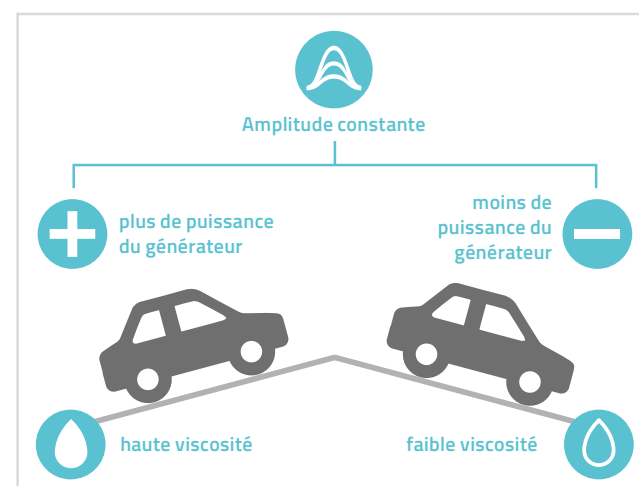 Amplitude constante
plus de puissance
du générateur
moins de
puissance du
générateur
haute viscosité
faible viscosité